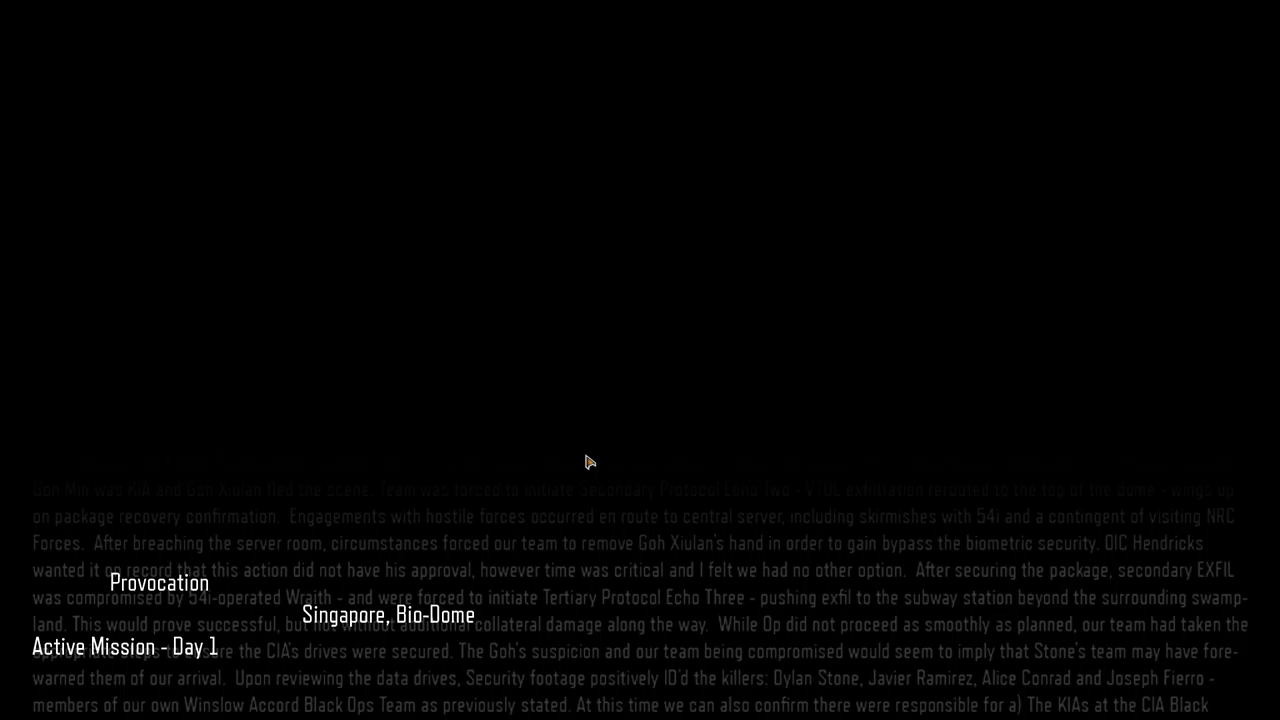 Goh Min was KIA and Goh Xiulan fled the scene. Team was forced to initiate Secondary Protocol Echo Two - VTOL exfiltration rerouted to the top of the dome - wings up
on package recovery confirmation. Engagements with hostile forces occurred en route to central server, including skirmishes with 54i and a contingent of visiting NRC
Forces. After breaching the server room, circumstances forced our team to remove Goh Xiulan's hand in order to gain bypass the biometric security. OIC Hendricks
wanted it on record that this action did not have his approval, however time was critical and I felt we had no other option. After securing the package, secondary EXFIL
Provocation
was compromised by 54i-operated Wraith - and were forced to initiate Tertiary Protocol Echo Three - pushing exfil to the subway station beyond the surrounding swamp-
Singapore, Bio-Dome
land. This would prove successful, but not without additional collateral damage along the way. While Op did not proceed as smoothly as planned, our team had taken the
Active Mission - Day 1
appropriate steps to ensure the CIA's drives were secured. The Goh's suspicion and our team being compromised would seem to imply that Stone's team may have fore-
warned them of our arrival. Upon reviewing the data drives, Security footage positively ID'd the killers: Dylan Stone, Javier Ramirez, Alice Conrad and Joseph Fierro -
members of our own Winslow Accord Black Ops Team as previously stated. At this time we can also confirm there were responsible for a) The KIAs at the CIA Black